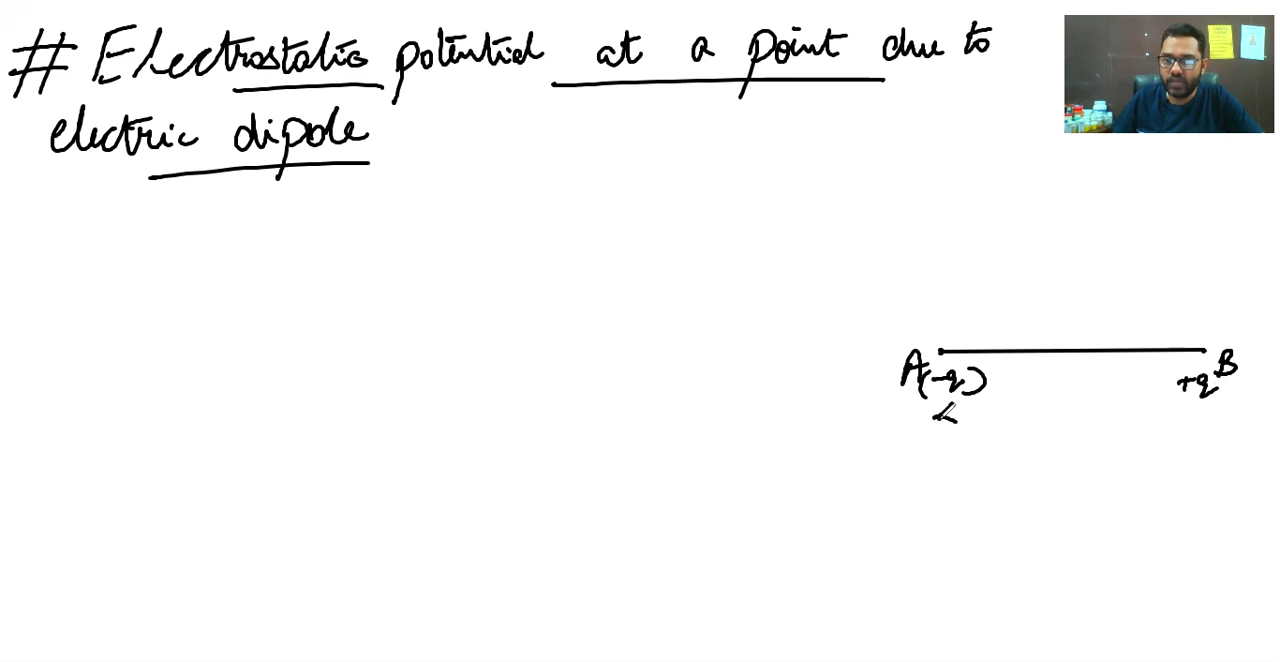 # Electrostatic potential at a point due to
electric dipole
A(-q) +q B